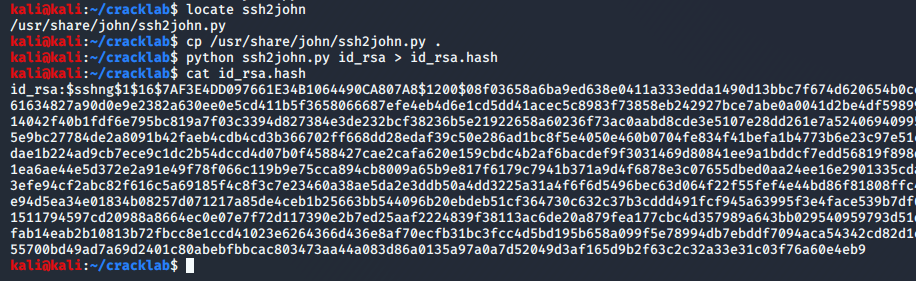 kali@kali:~/cracklab$ locate ssh2john
/usr/share/john/ssh2john.py
kali@kali:~/cracklab$ cp /usr/share/john/ssh2john.py .
kali@kali:~/cracklab$ python ssh2john.py id_rsa > id_rsa.hash
kali@kali:~/cracklab$ cat id_rsa.hash
id_rsa:$sshng$1$16$7AF3E4DD097661E34B1064490CA807A8$1200$08f03658a6ba9ed638e0411a333edda1490d13bbc7f674d620654b0c
61634827a90d0e9e2382a630ee0e5cd411b5f3658066687efe4eb4d6e1cd5dd41acec5c8983f73858eb242927bce7abe0a0041d2be4df5989
14042f40b1fdf6e795bc819a7f03c3394d827384e3de232bcf38236b5e21922658a60236f73ac0aabd8cde3e5107e28dd261e7a5240694099
5e9bc27784de2a8091b42faeb4cdb4cd3b366702ff668dd28edaf39c50e286ad1bc8f5e4050e460b0704fe834f41befa1b4773b6e23c97e51
dae1b224ad9cb7ece9c1dc2b54dccd4d07b0f4588427cae2cafa620e159cbdc4b2af6bacdef9f3031469d80841ee9a1bddcf7edd56819f898
1ea6ae44e5d372e2a91e49f78f066c119b9e75cca894cb8009a65b9e817f6179c7941b371a9d4f6878e3c07655dbed0aa24ee16e2901335cd
3efe94cf2abc82f616c5a69185f4c8f3c7e23460a38ae5da2e3ddb50a4dd3225a31a4f6f6d5496bec63d064f22f55fef4e44bd86f81808ffc
e94d5ea34e01834b08257d071217a85de4ceb1b25663bb544096b20ebdeb51cf364730c632c37b3cddd491fcf945a63995f3e4face539b7df
1511794597cd20988a8664ec0e07e7f72d117390e2b7ed25aaf2224839f38113ac6de20a879fea177cbc4d357989a643bb029540959793d51
fab14eab2b10813b72fbcc8e1ccd41023e6264366d436e8af70ecfb31bc3fcc4d5bd195b658a099f5e78994db7ebddf7094aca54342cd82d1
55700bd49ad7a69d2401c80abebfbbcac803473aa44a083d86a0135a97a0a7d52049d3af165d9b2f63c2c32a33e31c03f76a60e4eb9
kali@kali:~/cracklab$